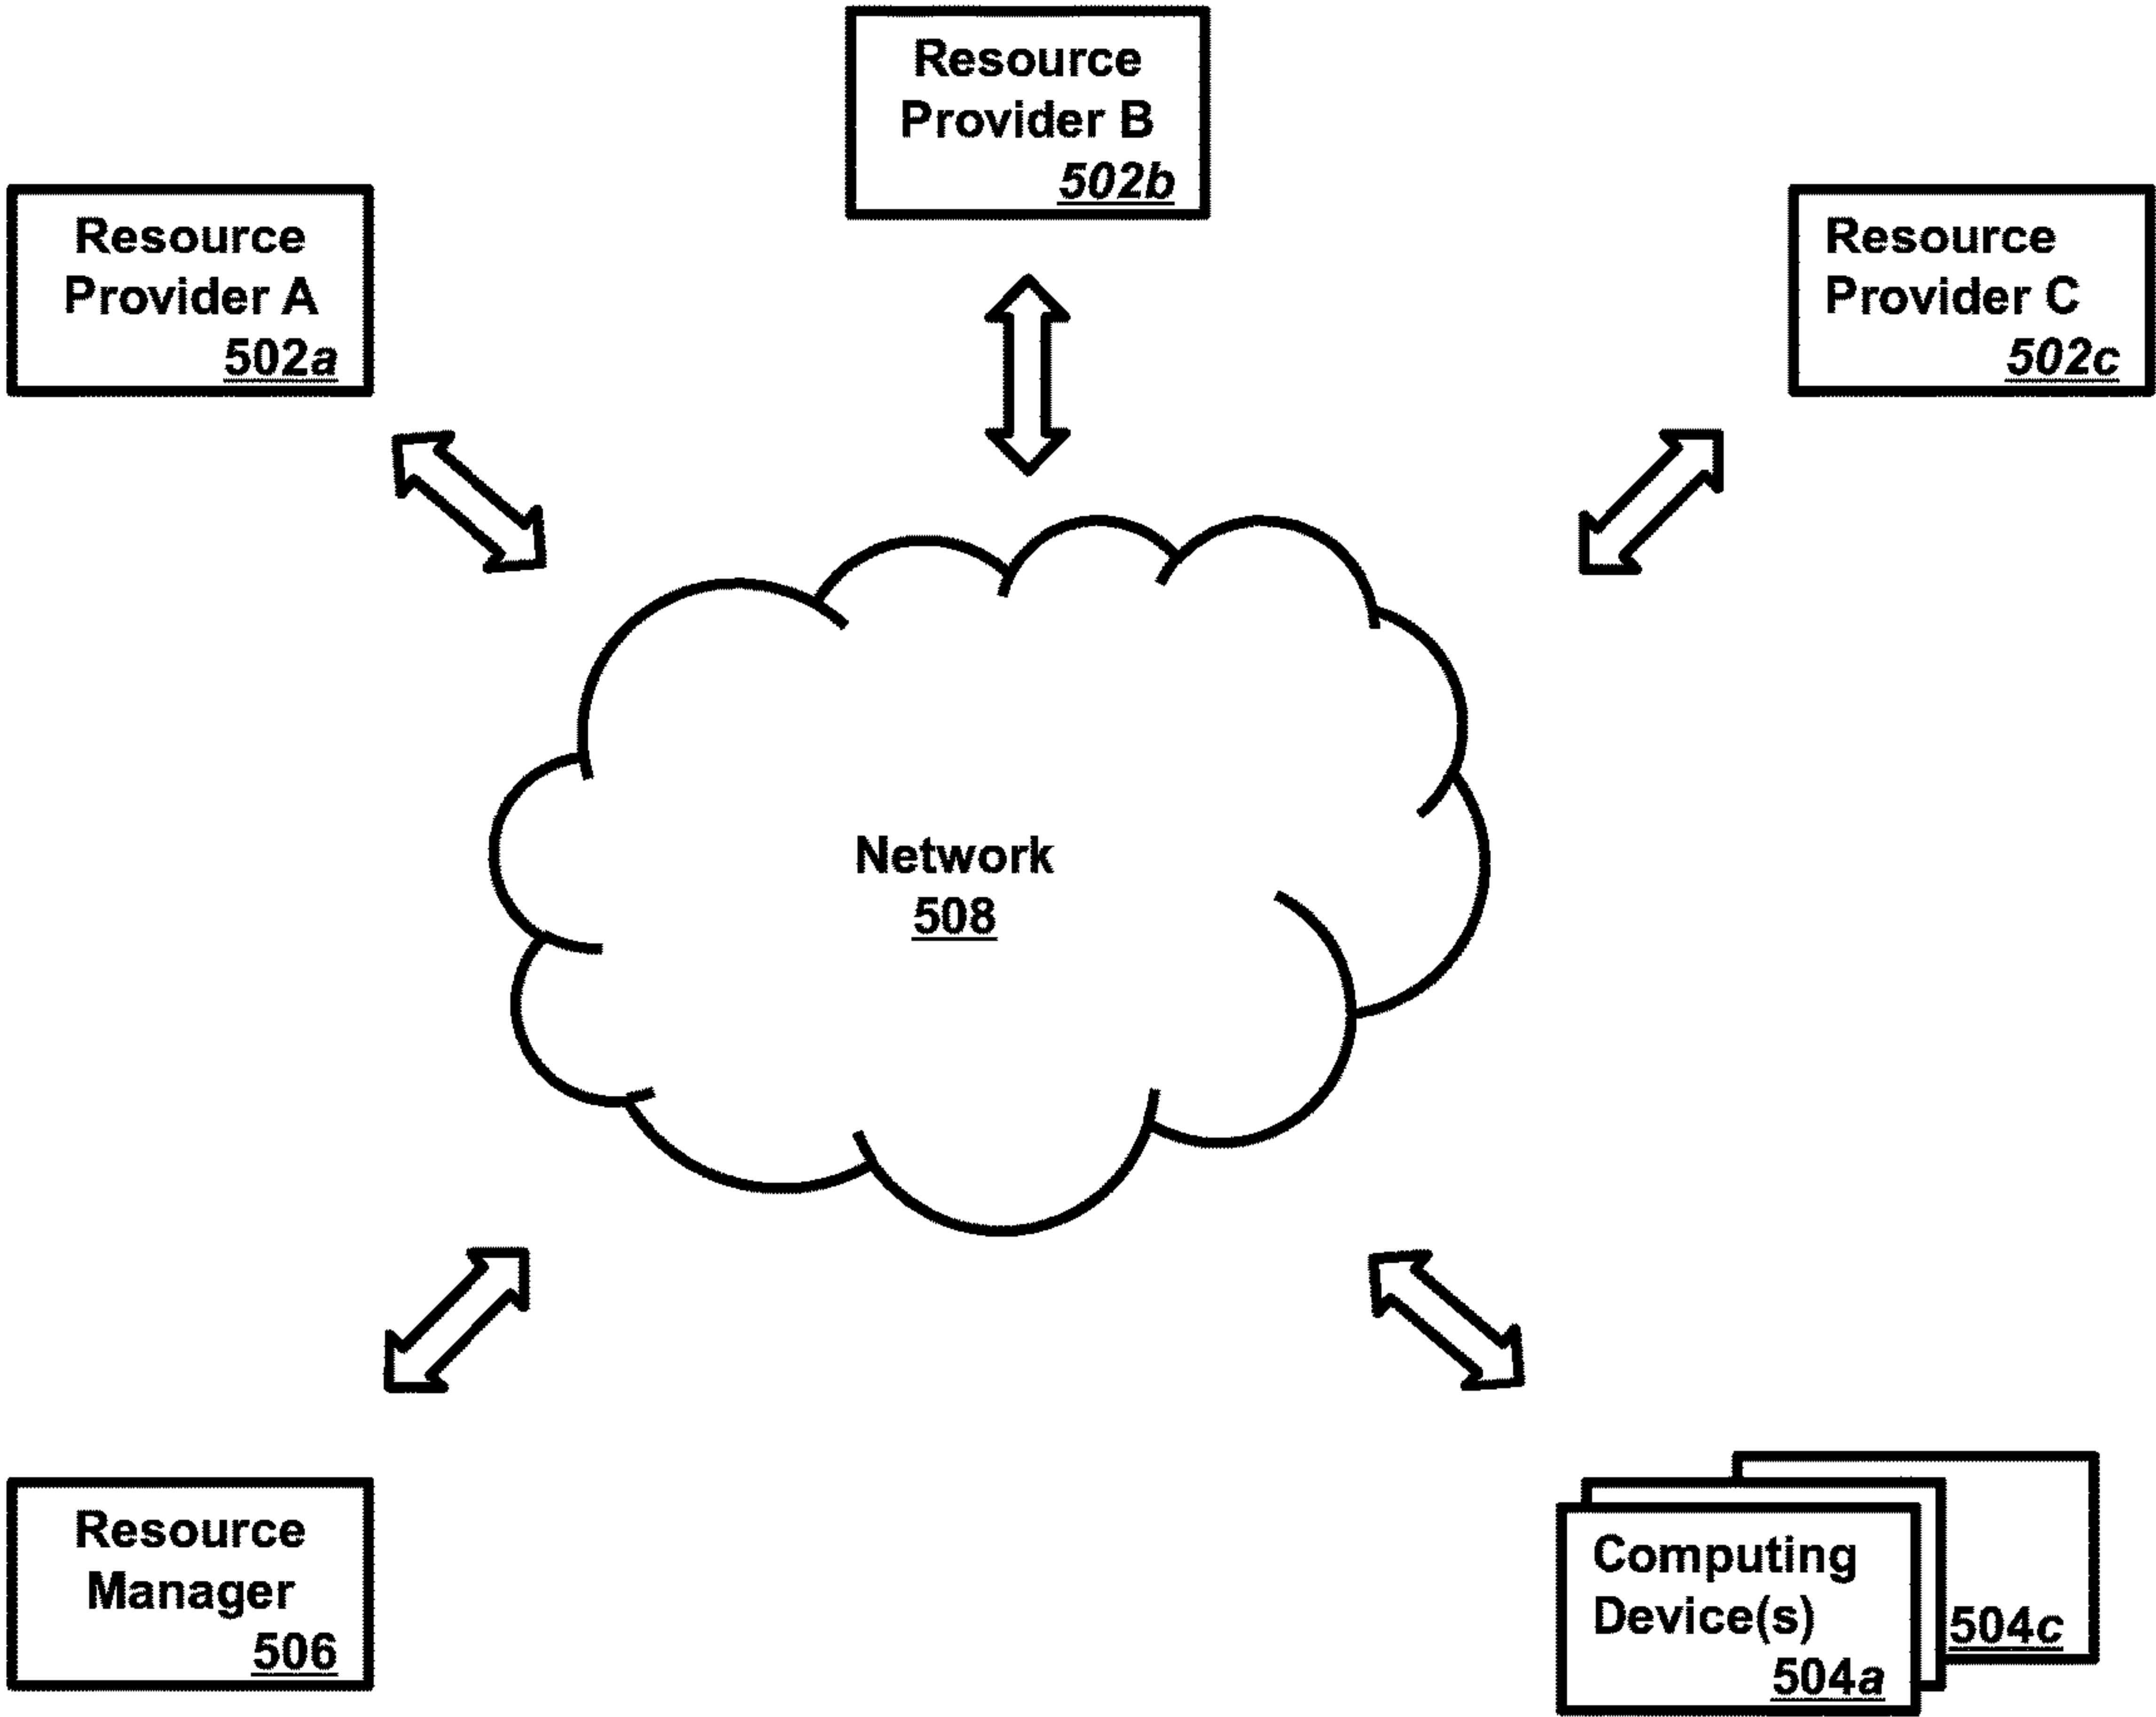 Resource
Provider B
502b
Resource
Provider A
502a
Resource
Provider C
502c
Network
508
Resource
Manager
506
Computing
Device(s)
504a
504c